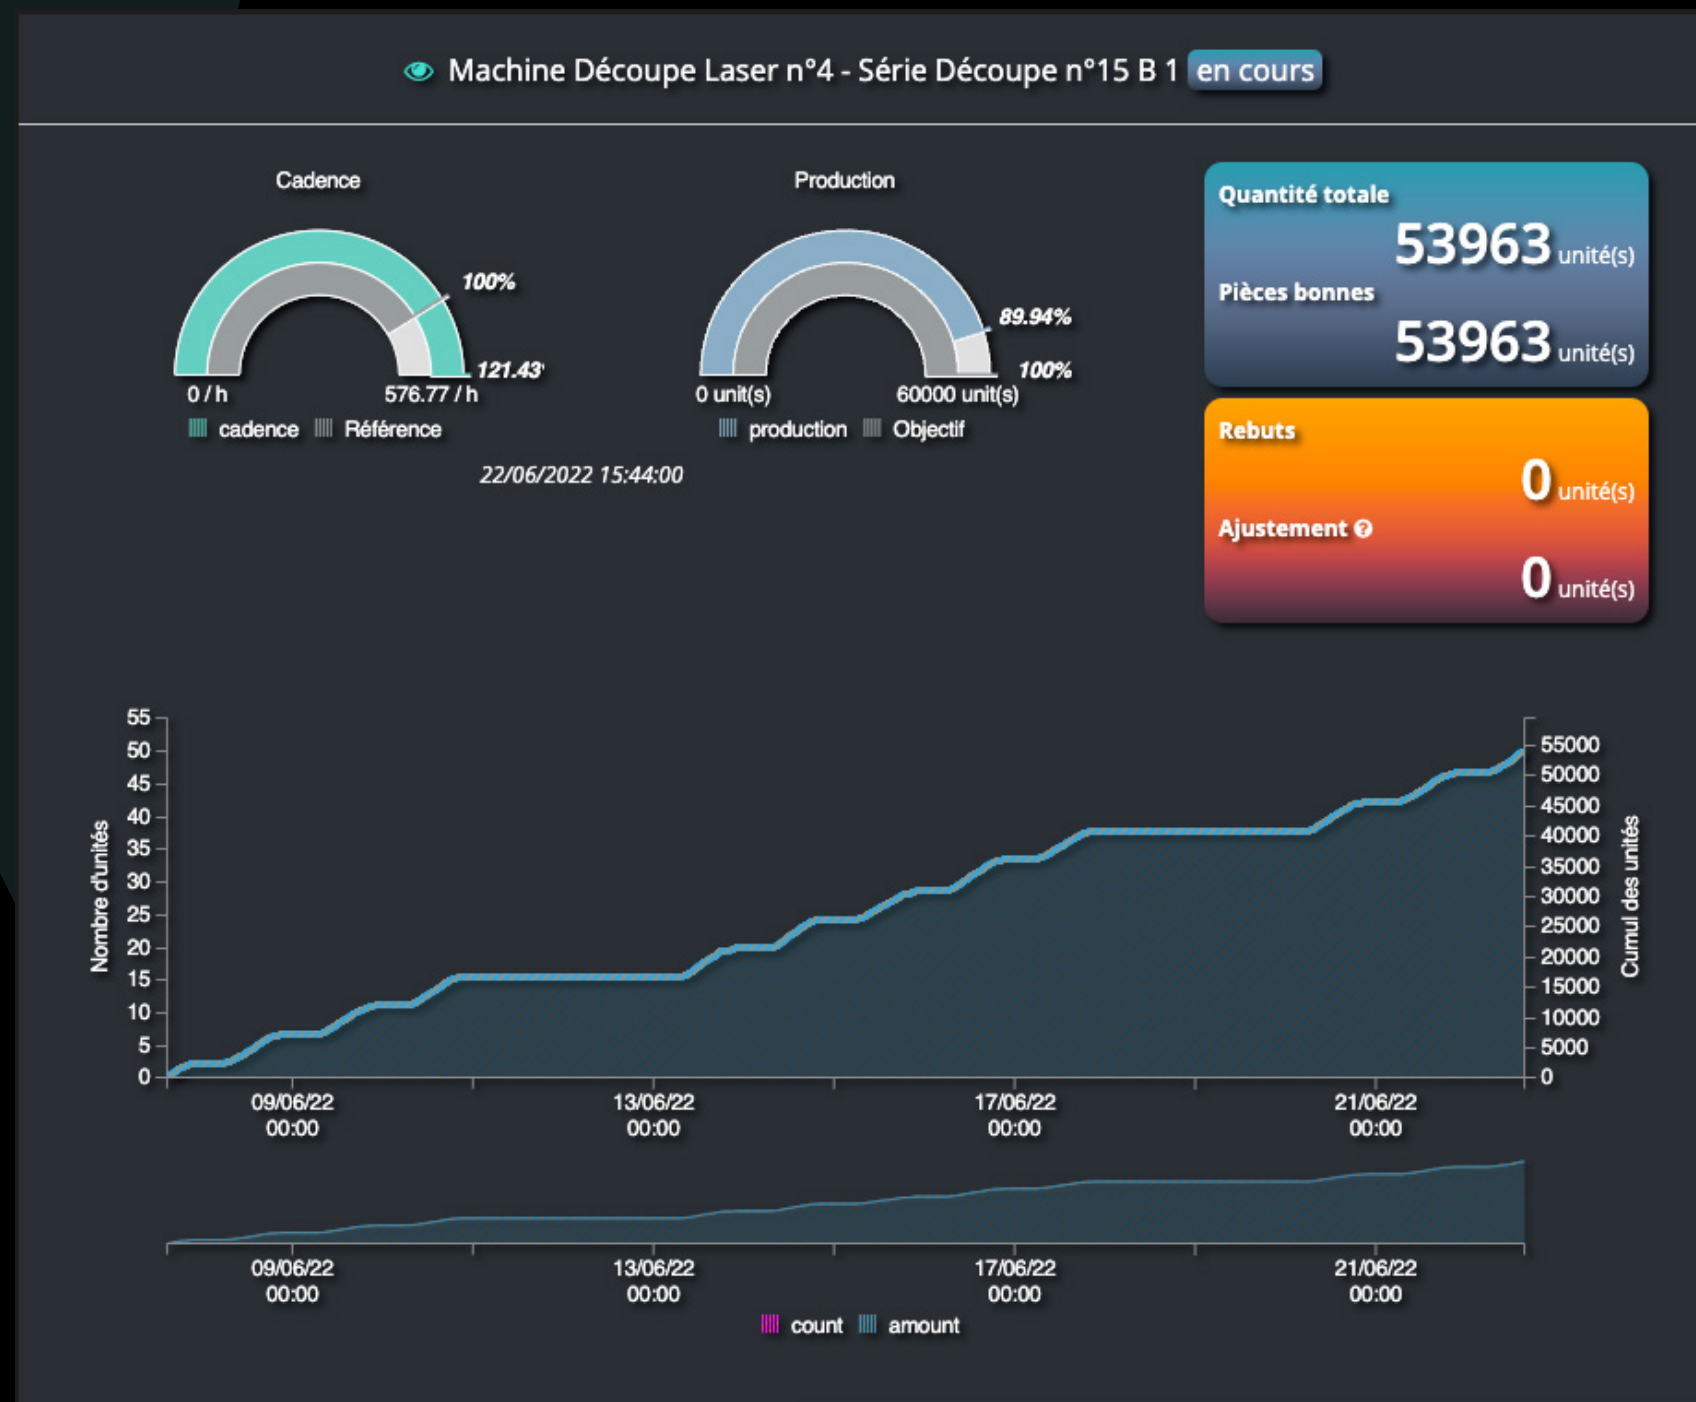 Machine Découpe Laser n°4 - Série Découpe n°15 B 1 en cours
Cadence
100%
121.43
0 / h
576.77 / h
cadence Référence
Production
89.94%
100%
0 unit(s)
60000 unit(s)
production Objectif
22/06/2022 15:44:00
Quantité totale
53963 unité(s)
Pièces bonnes
53963 unité(s)
Rebuts
0 unité(s)
Ajustement ?
0 unité(s)
Nombre d'unités
55
50
45
40
35
30
25
20
15
10
5
0
55000
50000
45000
40000
35000
30000
25000
20000
15000
10000
5000
0
Cumul des unités
09/06/22 13/06/22 17/06/22 21/06/22
00:00 00:00 00:00 00:00
09/06/22 13/06/22 17/06/22 21/06/22
00:00 00:00 00:00 00:00
count amount